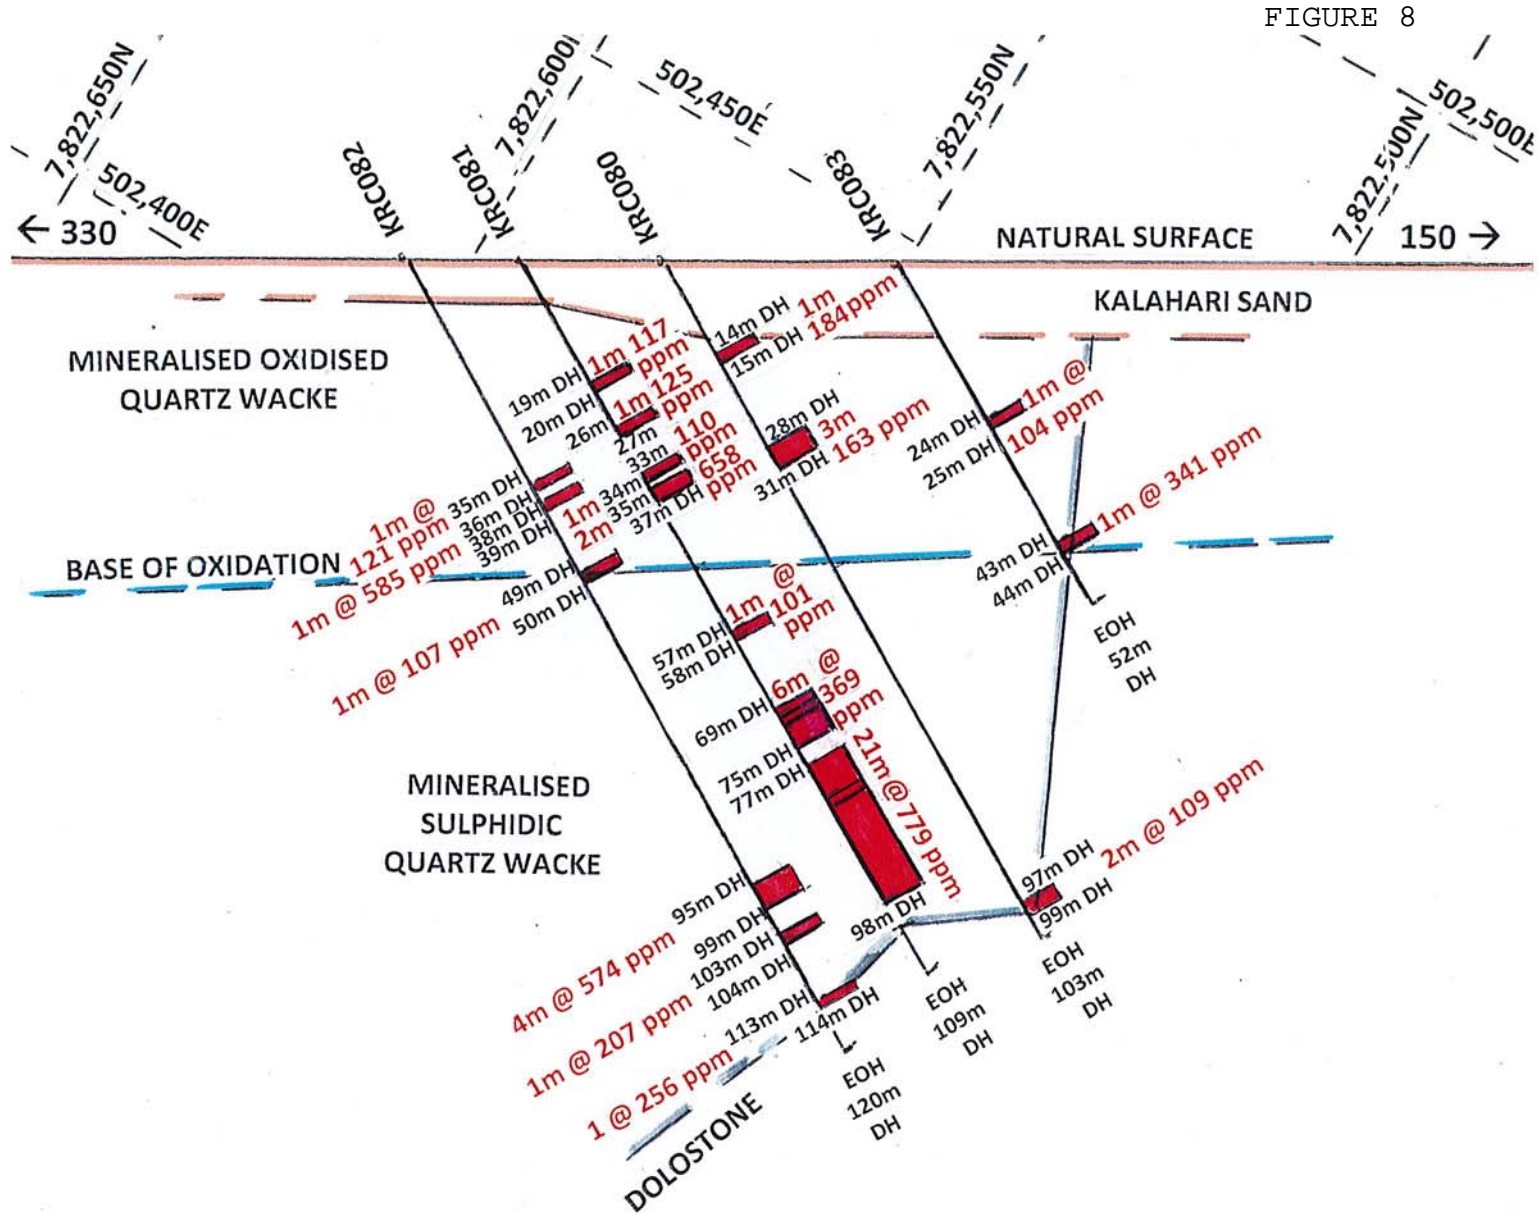 FIGURE 8
7,822,650N
7,822,600N
502,450E
7,822,550N
502,500E
7,822,500N
502,400E
KRC082
KRC081
KRC080
KRC083
← 330
NATURAL SURFACE
150 →
KALAHARI SAND
MINERALISED OXIDISED
QUARTZ WACKE
14m DH
15m DH
1m
184ppm
19m DH
20m DH
1m 117
ppm
26m
27m
1m 125
ppm
28m DH
31m DH
3m
163 ppm
24m DH
25m DH
1m @
104 ppm
33m
34m
1m
110
ppm
35m
37m DH
2m
658
ppm
35m DH
36m DH
1m @
121 ppm
38m DH
39m DH
1m @ 585 ppm
43m DH
44m DH
1m @ 341 ppm
BASE OF OXIDATION
49m DH
50m DH
1m @ 107 ppm
EOH
52m
DH
57m DH
58m DH
1m @
101
ppm
69m DH
75m DH
6m @
369
ppm
77m DH
98m DH
21m@779 ppm
MINERALISED
SULPHIDIC
QUARTZ WACKE
95m DH
99m DH
4m @ 574 ppm
97m DH
99m DH
2m @ 109 ppm
103m DH
104m DH
1m @ 207 ppm
113m DH
114m DH
1 @ 256 ppm
EOH
103m
DH
EOH
109m
DH
EOH
120m
DH
DOLOSTONE